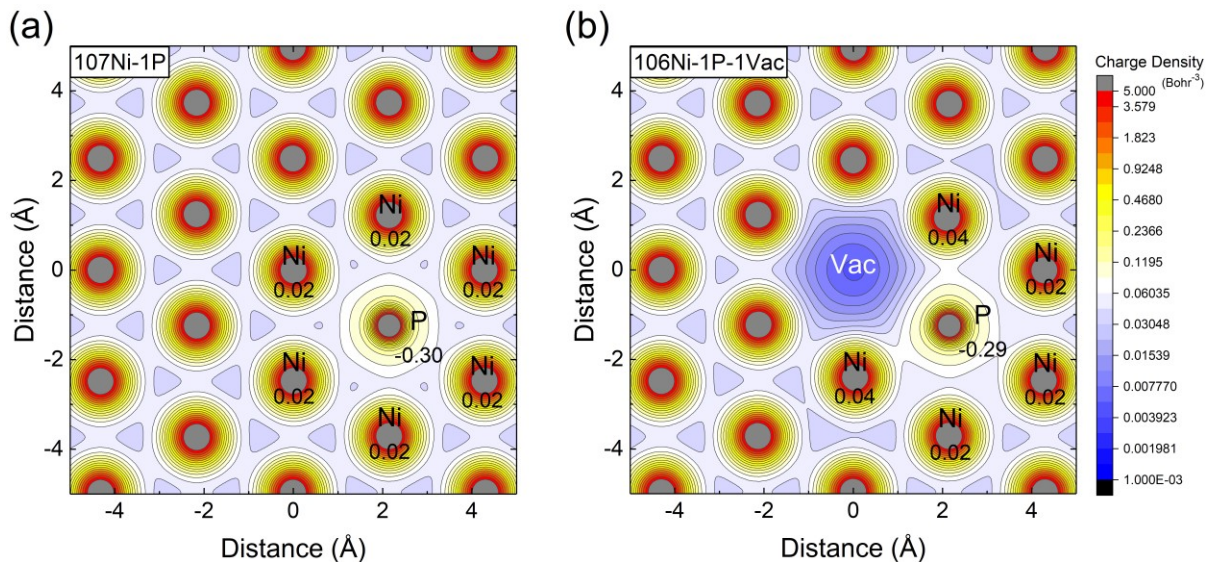 (a)
107Ni-1P
Ni
0.02
Ni
0.02
Ni
0.02
P
-0.30
Ni
0.02
Ni
0.02
Ni
0.02
4
2
0
-2
-4
-4
-2
0
2
4
Distance (Å)
Distance (Å)
(b)
106Ni-1P-1Vac
Ni
0.04
Vac
Ni
0.02
P
-0.29
Ni
0.04
Ni
0.02
Ni
0.02
4
2
0
-2
-4
-4
-2
0
2
4
Distance (Å)
Distance (Å)
Charge Density
(Bohr⁻³)
5.000
3.579
1.823
0.9248
0.4680
0.2360
0.1195
0.06035
0.03048
0.01539
0.007770
0.003923
0.001981
1.000E-03